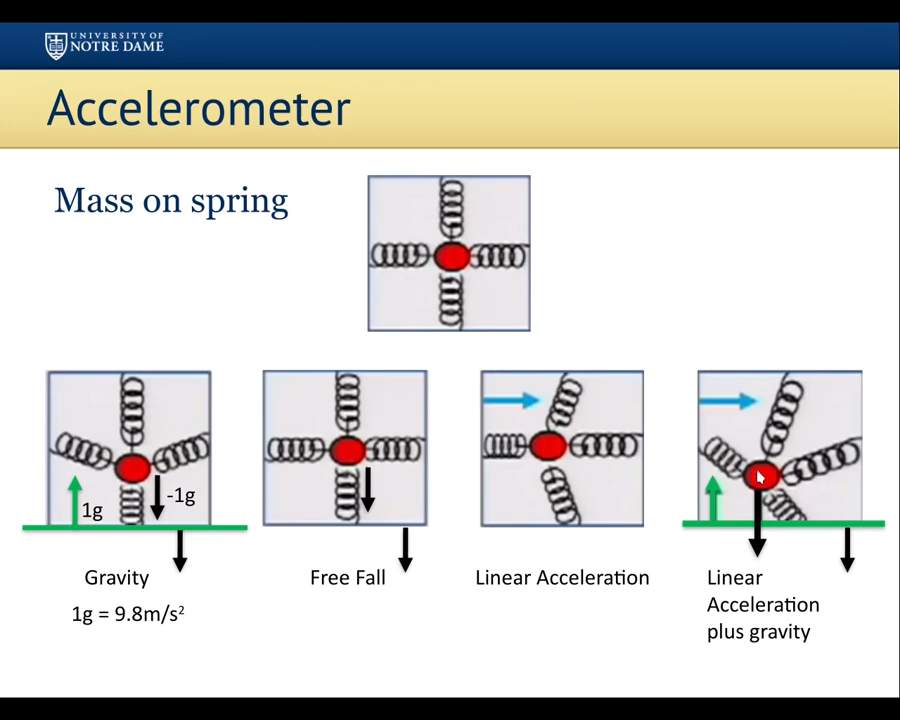 UNIVERSITY OF
NOTRE DAME
Accelerometer
Mass on spring
1g
-1g
Gravity
1g = 9.8m/s²
Free Fall
Linear Acceleration
Linear
Acceleration
plus gravity